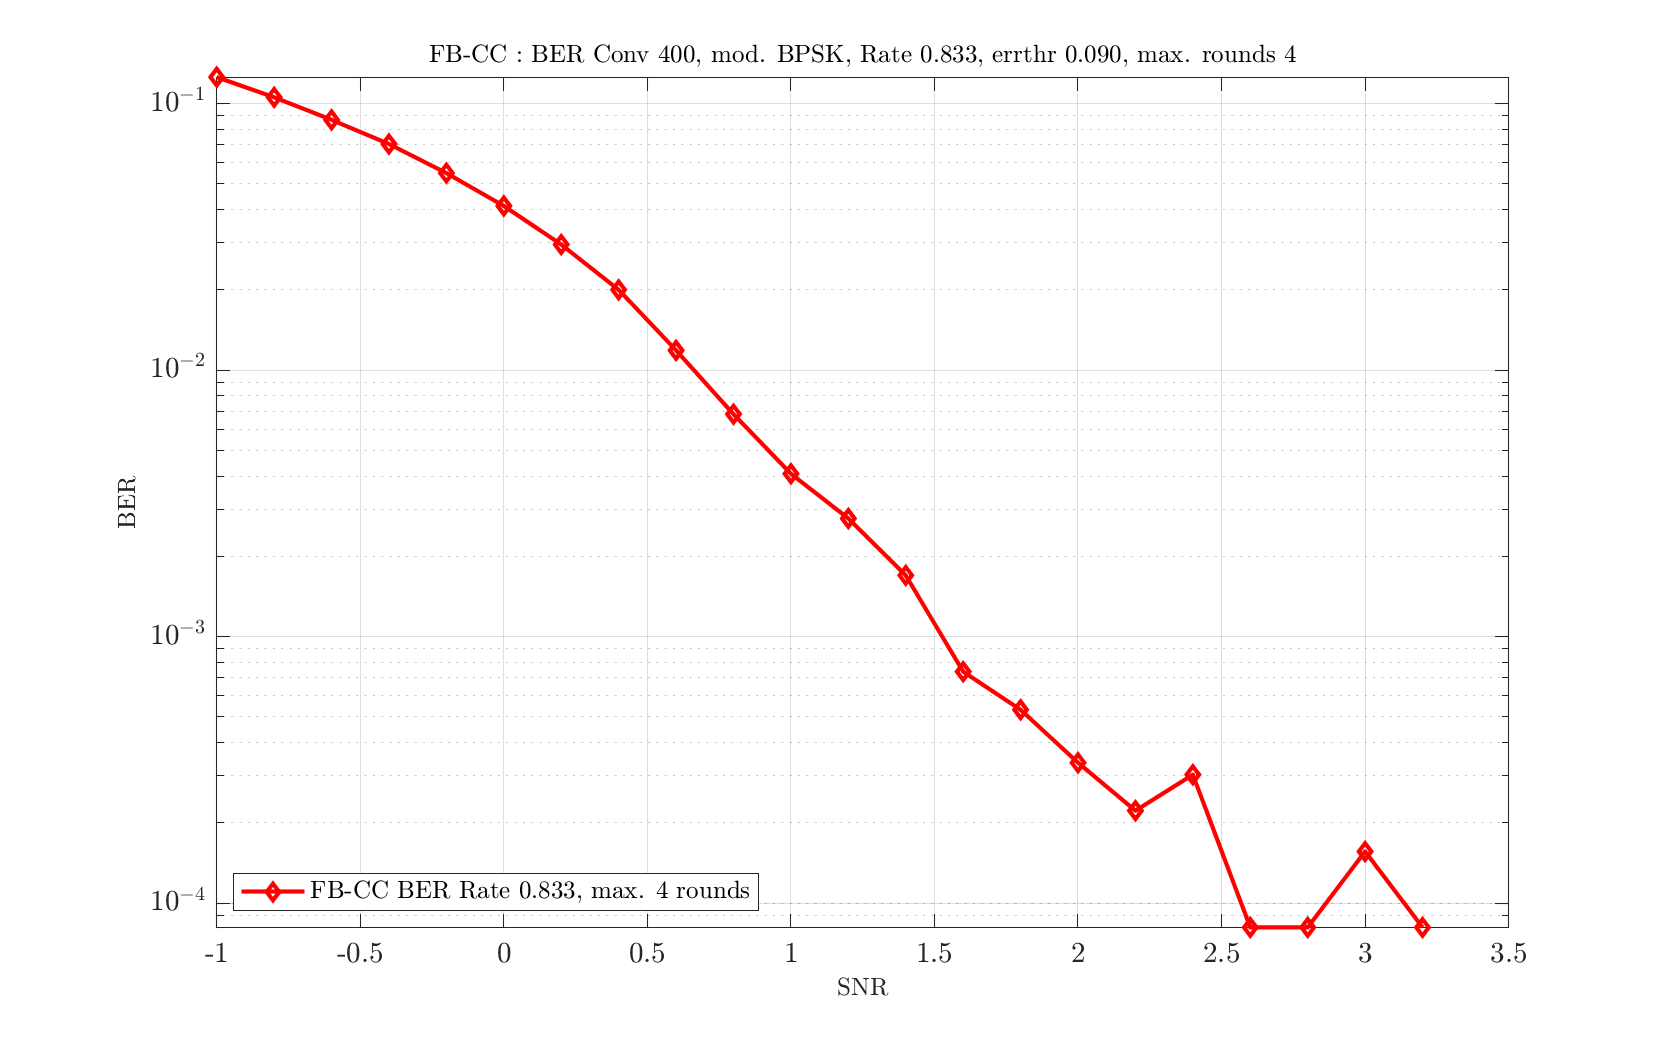 FB-CC : BER Conv 400, mod. BPSK, Rate 0.833, errthr 0.090, max. rounds 4
10⁻¹
10⁻²
10⁻³
10⁻⁴
BER
FB-CC BER Rate 0.833, max. 4 rounds
-1 -0.5 0 0.5 1 1.5 2 2.5 3 3.5
SNR